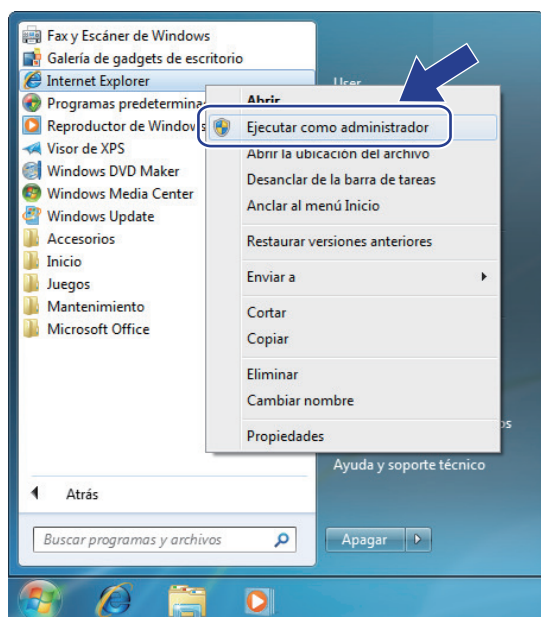 Fax y Escáner de Windows
Galería de gadgets de escritorio
Internet Explorer
Programas predetermina
Reproductor de Windows
Visor de XPS
Windows DVD Maker
Windows Media Center
Windows Update
Accesorios
Inicio
Juegos
Mantenimiento
Microsoft Office
Atrás
Buscar programas y archivos
User
Abrir
Ejecutar como administrador
Abrir la ubicación del archivo
Desanclar de la barra de tareas
Anclar al menú Inicio
Restaurar versiones anteriores
Enviar a
Cortar
Copiar
Eliminar
Cambiar nombre
Propiedades
os
Ayuda y soporte técnico
Apagar